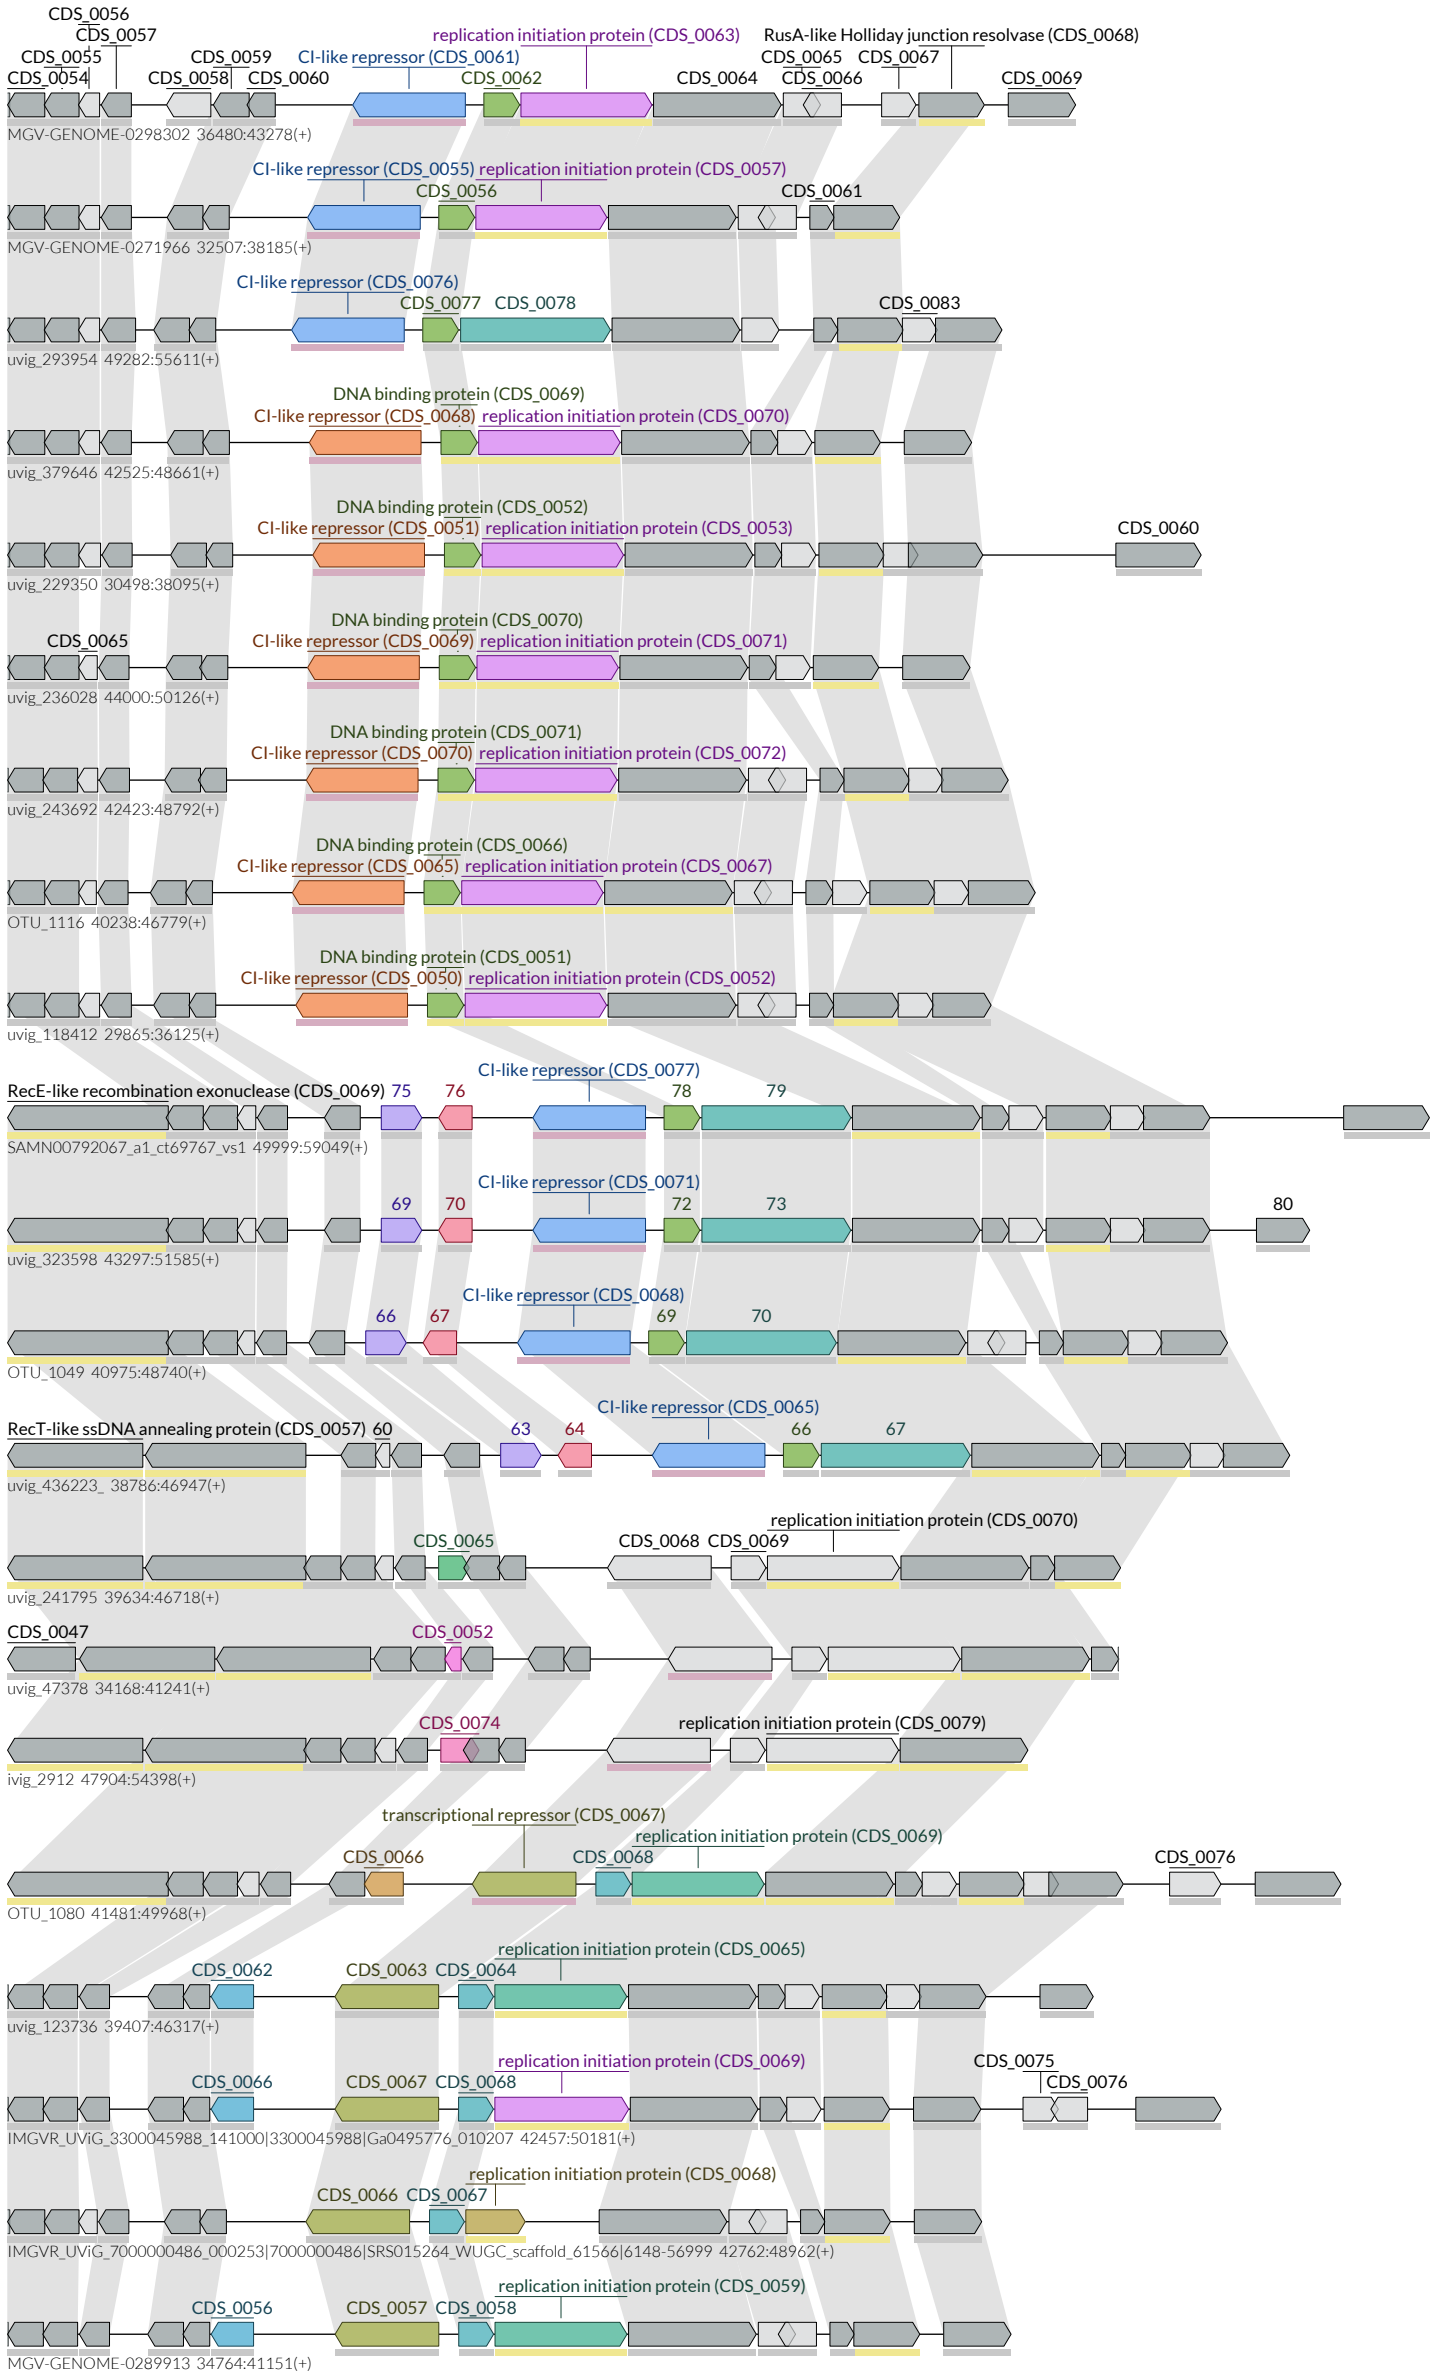 CDS_0056
CDS_0057 replication initiation protein (CDS_0063) RusA-like Holliday junction resolvase (CDS_0068)
CDS_0055 CDS_0059 CI-like repressor (CDS_0061) CDS_0065 CDS_0067
CDS_0054 CDS_0058 CDS_0060 CDS_0062 CDS_0064 CDS_0066 CDS_0069
MGV-GENOME-0298302 36480:43278(+)
CI-like repressor (CDS_0055) replication initiation protein (CDS_0057)
CDS_0056 CDS_0061
MGV-GENOME-0271966 32507:38185(+)
CI-like repressor (CDS_0076)
CDS_0077 CDS_0078 CDS_0083
uvig_293954 49282:55611(+)
DNA binding protein (CDS_0069)
CI-like repressor (CDS_0068) replication initiation protein (CDS_0070)
uvig_379646 42525:48661(+)
DNA binding protein (CDS_0052)
CI-like repressor (CDS_0051) replication initiation protein (CDS_0053) CDS_0060
uvig_229350 30498:38095(+)
DNA binding protein (CDS_0070)
CDS_0065 CI-like repressor (CDS_0069) replication initiation protein (CDS_0071)
uvig_236028 44000:50126(+)
DNA binding protein (CDS_0071)
CI-like repressor (CDS_0070) replication initiation protein (CDS_0072)
uvig_243692 42423:48792(+)
DNA binding protein (CDS_0066)
CI-like repressor (CDS_0065) replication initiation protein (CDS_0067)
OTU_1116 40238:46779(+)
DNA binding protein (CDS_0051)
CI-like repressor (CDS_0050) replication initiation protein (CDS_0052)
uvig_118412 29865:36125(+)
CI-like repressor (CDS_0077)
RecE-like recombination exonuclease (CDS_0069) 75 76 78 79
SAMN00792067_a1_ct69767_vs1 49999:59049(+)
CI-like repressor (CDS_0071)
69 70 72 73 80
uvig_323598 43297:51585(+)
CI-like repressor (CDS_0068)
66 67 69 70
OTU_1049 40975:48740(+)
CI-like repressor (CDS_0065)
RecT-like ssDNA annealing protein (CDS_0057) 60 63 64 66 67
uvig_436223_ 38786:46947(+)
replication initiation protein (CDS_0070)
CDS_0065 CDS_0068 CDS_0069
uvig_241795 39634:46718(+)
CDS_0047 CDS_0052
uvig_47378 34168:41241(+)
CDS_0074 replication initiation protein (CDS_0079)
ivig_2912 47904:54398(+)
transcriptional repressor (CDS_0067)
replication initiation protein (CDS_0069)
CDS_0066 CDS_0068 CDS_0076
OTU_1080 41481:49968(+)
replication initiation protein (CDS_0065)
CDS_0062 CDS_0063 CDS_0064
uvig_123736 39407:46317(+)
replication initiation protein (CDS_0069) CDS_0075
CDS_0066 CDS_0067 CDS_0068 CDS_0076
IMGVR_UViG_3300045988_141000|3300045988|Ga0495776_010207 42457:50181(+)
replication initiation protein (CDS_0068)
CDS_0066 CDS_0067
IMGVR_UViG_7000000486_000253|7000000486|SRS015264_WUGC_scaffold_61566|6148-56999 42762:48962(+)
replication initiation protein (CDS_0059)
CDS_0056 CDS_0057 CDS_0058
MGV-GENOME-0289913 34764:41151(+)